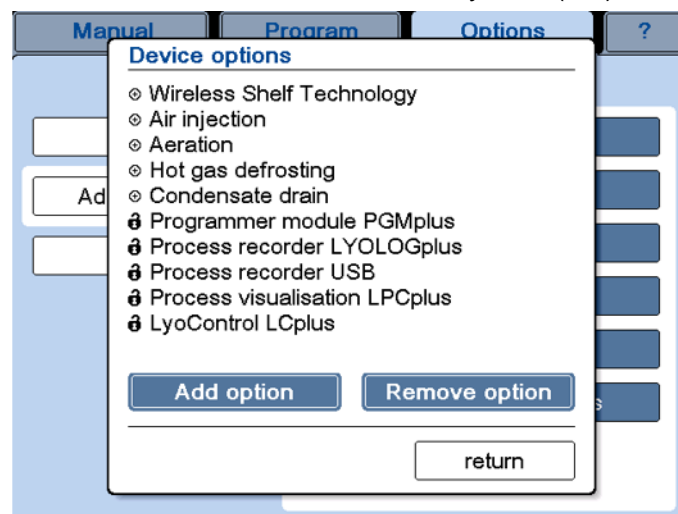 Manual Program Options ?
Device options
Wireless Shelf Technology
Air injection
Aeration
Hot gas defrosting
Condensate drain
Programmer module PGMplus
Process recorder LYOLOGplus
Process recorder USB
Process visualisation LPCplus
LyoControl LCplus
Ad
Add option Remove option
s
return